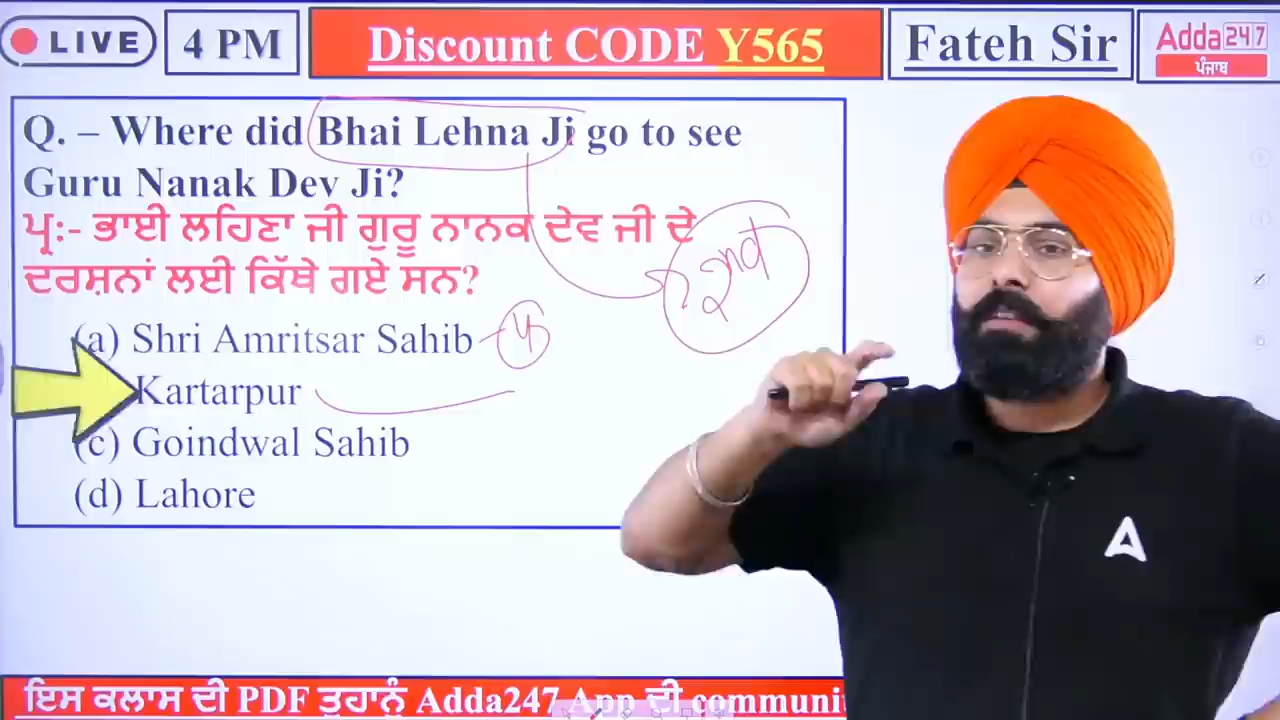 LIVE
4 PM
Discount CODE Y565
Fateh Sir
Adda247
ਪੰਜਾਬ
Q. – Where did Bhai Lehna Ji go to see
Guru Nanak Dev Ji?
ਪ੍ਰ:- ਭਾਈ ਲਹਿਣਾ ਜੀ ਗੁਰੂ ਨਾਨਕ ਦੇਵ ਜੀ ਦੇ
ਦਰਸ਼ਨਾਂ ਲਈ ਕਿੱਥੇ ਗਏ ਸਨ?
2nd
(a) Shri Amritsar Sahib
Kartarpur
(c) Goindwal Sahib
(d) Lahore
ਇਸ ਕਲਾਸ ਦੀ PDF ਤੁਹਾਨੂੰ Adda247 App ਦੀ